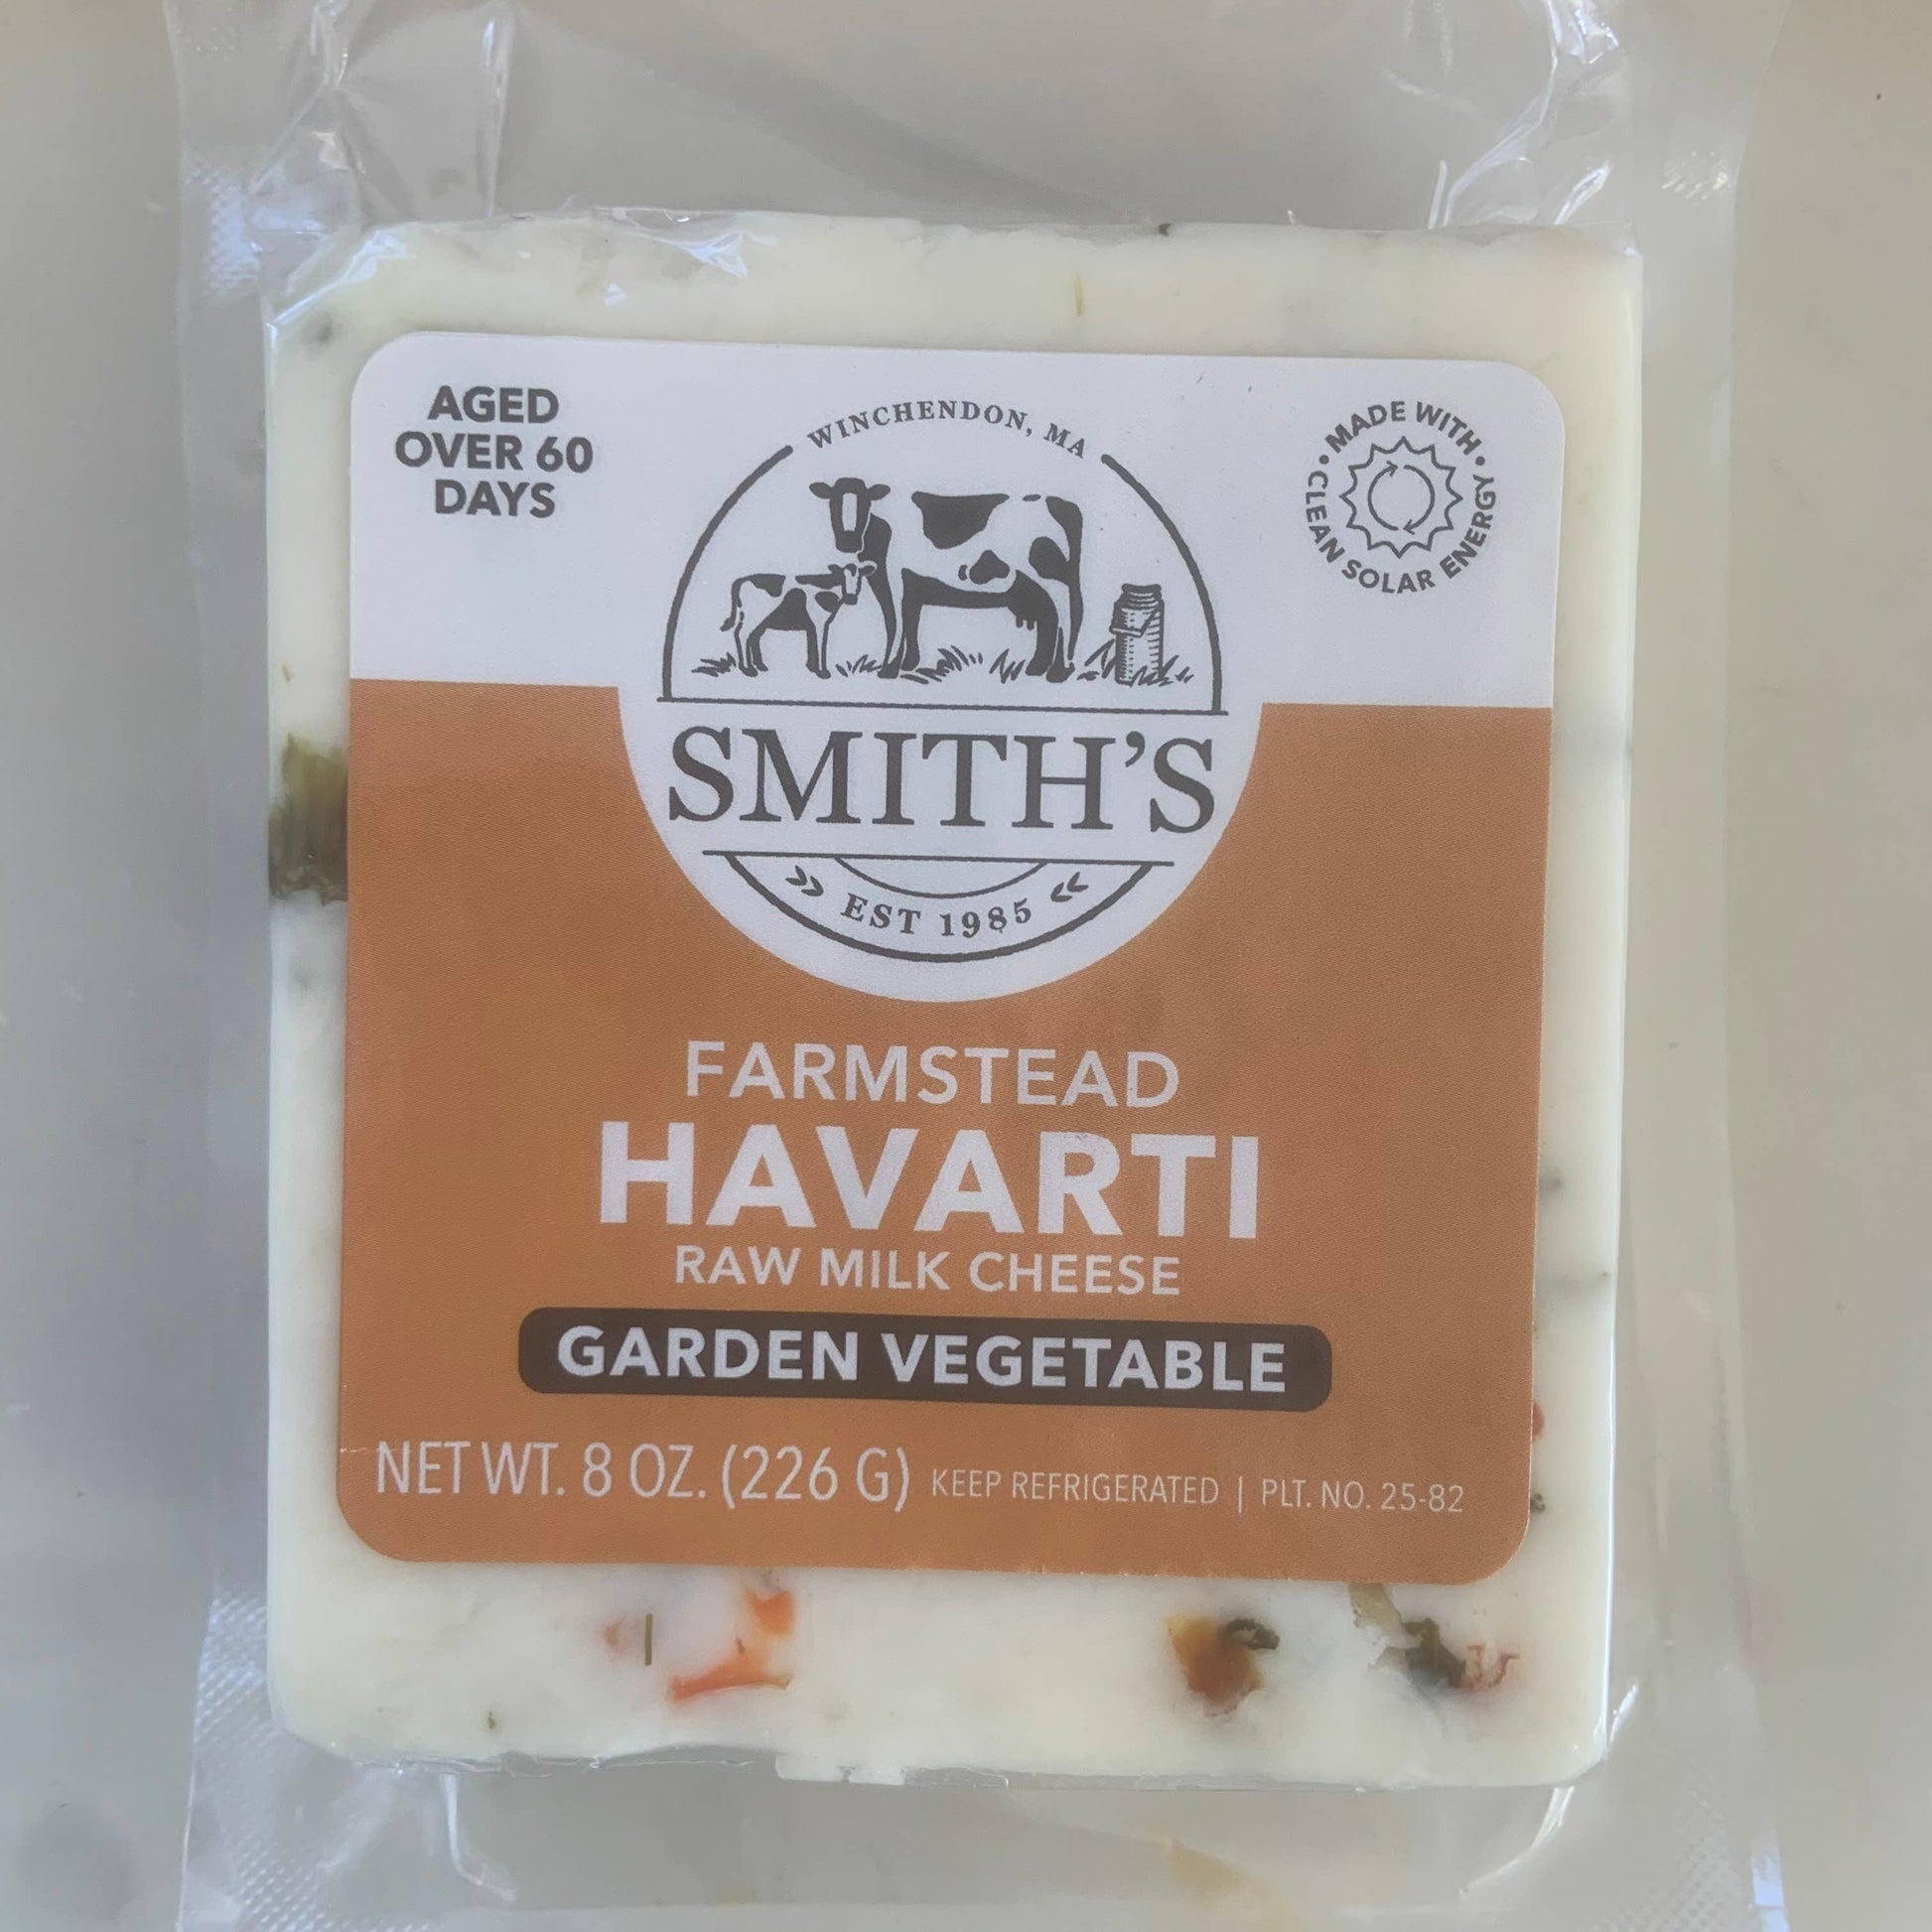 AGED
OVER 60
DAYS
WINCHENDON, MA
• MADE WITH •
CLEAN SOLAR ENERGY
SMITH'S
EST 1985
FARMSTEAD
HAVARTI
RAW MILK CHEESE
GARDEN VEGETABLE
NET WT. 8 OZ. (226 G) KEEP REFRIGERATED | PLT. NO. 25-82